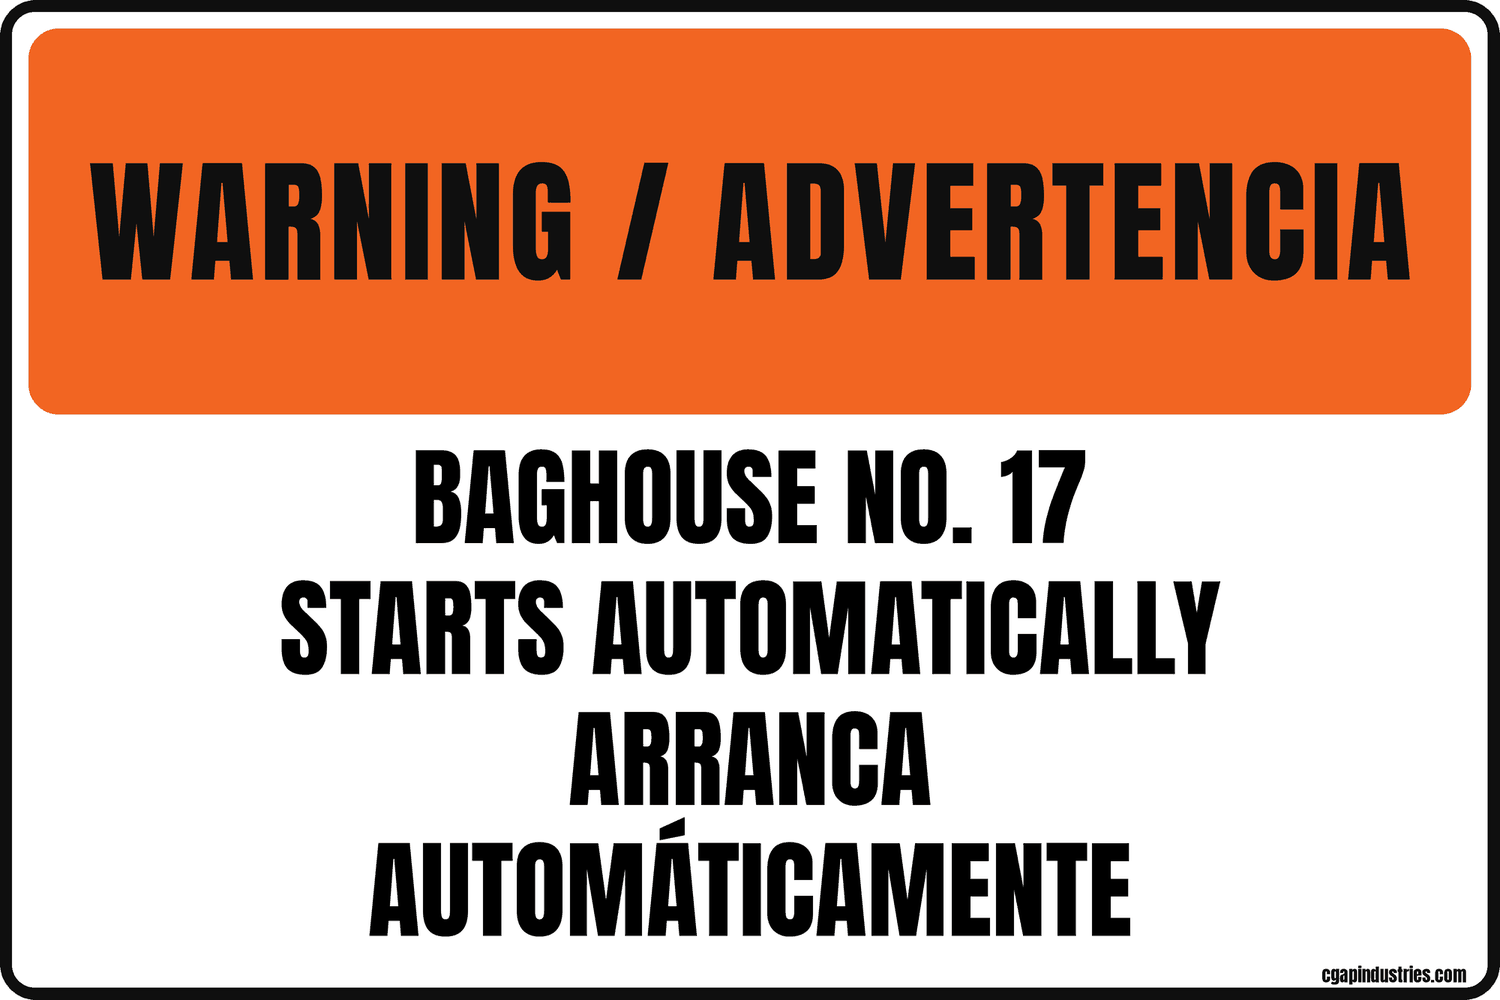 WARNING / ADVERTENCIA
BAGHOUSE NO. 17
STARTS AUTOMATICALLY
ARRANCA
AUTOMÁTICAMENTE
cgapindustries.com